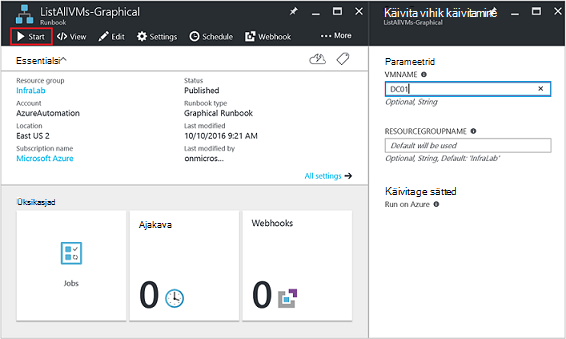 ListAllVMs-Graphical
Runbook
Start
View
Edit
Settings
Schedule
Webhook
More
Essentsialsi
Resource group
InfraLab
Account
AzureAutomation
Location
East US 2
Subscription name
Microsoft Azure
Status
Published
Runbook type
Graphical Runbook
Last modified
10/10/2016 9:21 AM
Last modified by
onmicros...
All settings
Üksikasjad
Jobs
Ajakava
0
Webhooks
0
Käivita vihik käivitamine
ListAllVMs-Graphical
Parameetrid
VMNAME
DC01
Optional, String
RESOURCEGROUPNAME
Default will be used
Optional, String, Default: 'InfraLab'
Käivitage sätted
Run on Azure